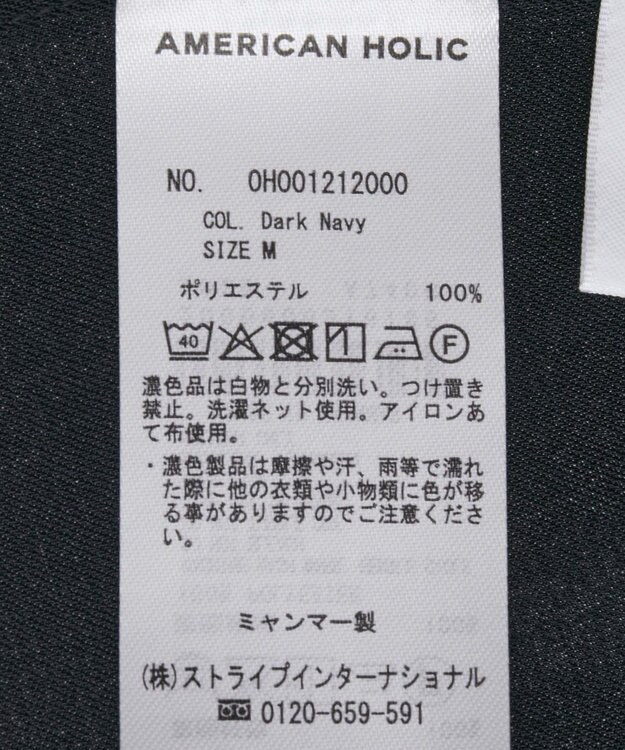 AMERICAN HOLIC
NO. 0H001212000
COL. Dark Navy
SIZE M
ポリエステル 100%
40 F
濃色品は白物と分別洗い。つけ置き
禁止。洗濯ネット使用。アイロンあ
て布使用。
・濃色製品は摩擦や汗、雨等で濡れ
た際に他の衣類や小物類に色が移
る事がありますのでご注意くださ
い。
ミャンマー製
(株)ストライプインターナショナル
0120-659-591